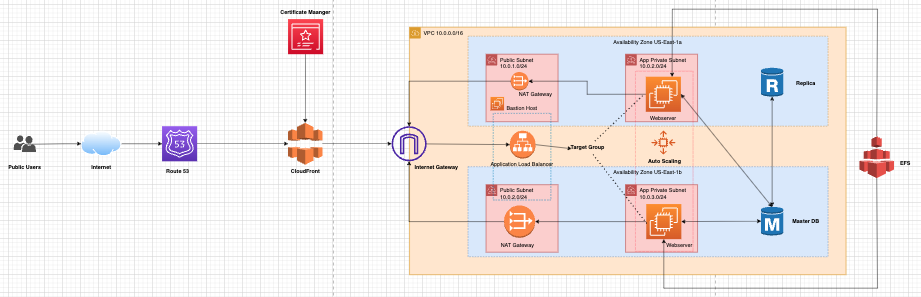 Certificate Maanger
VPC 10.0.0.0/16
Availability Zone US-East-1a
Public Subnet
10.0.1.0/24
NAT Gateway
Bastion Host
App Private Subnet
10.0.2.0/24
Webserver
Replica
Public Users
Internet
53
Route 53
CloudFront
Internet Gateway
Application Load Balancer
Target Group
Auto Scaling
EFS
Availability Zone US-East-1b
Public Subnet
10.0.2.0/24
NAT Gateway
App Private Subnet
10.0.3.0/24
Webserver
R
M
Master DB